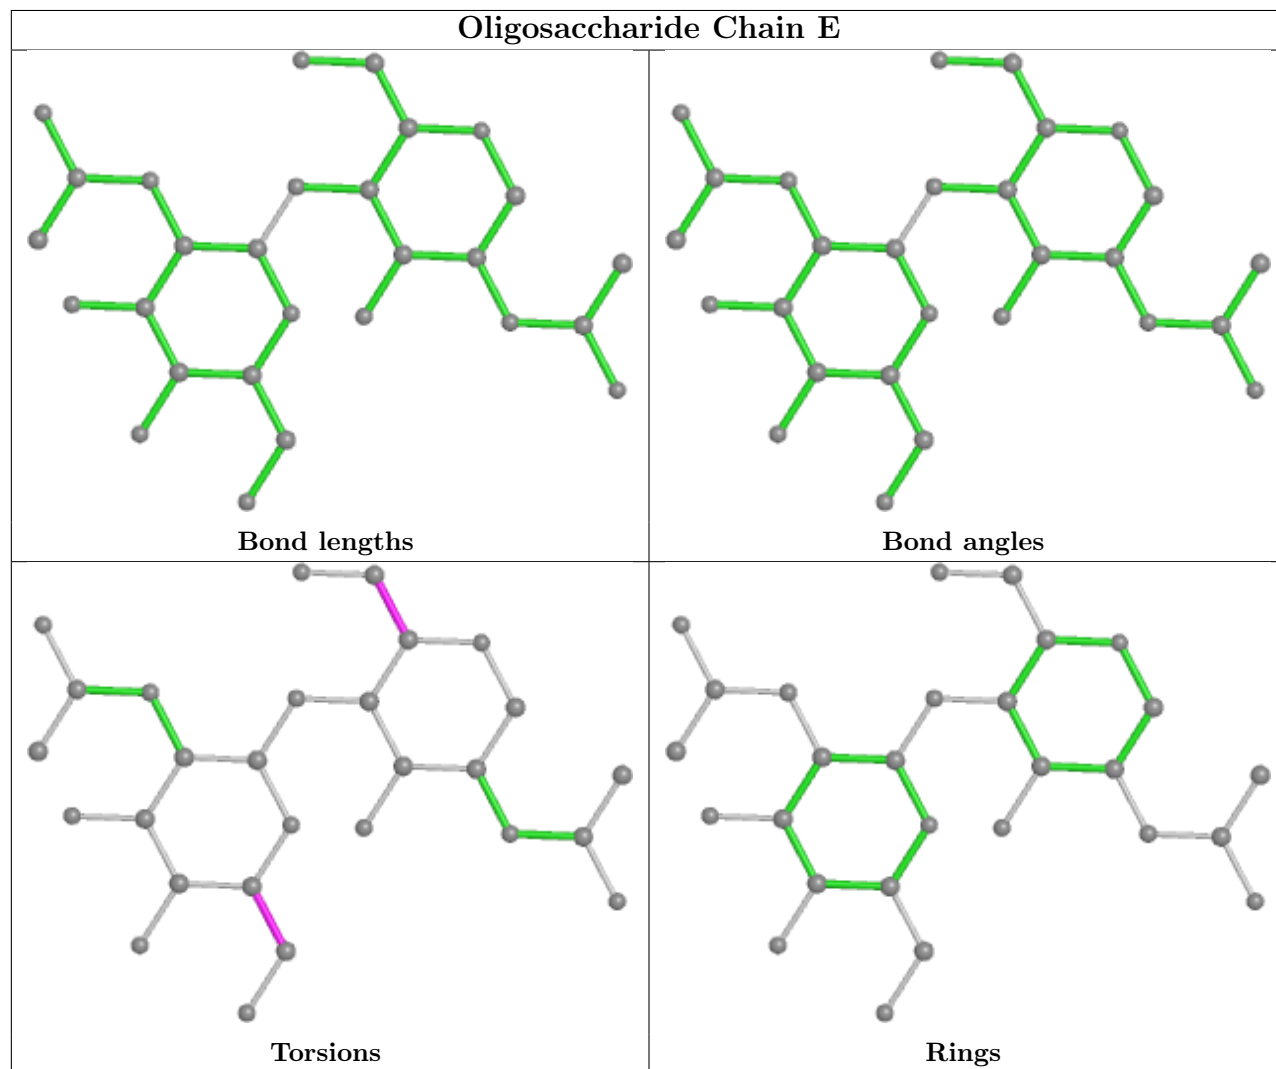 Oligosaccharide Chain E
Bond lengths
Bond angles
Torsions
Rings